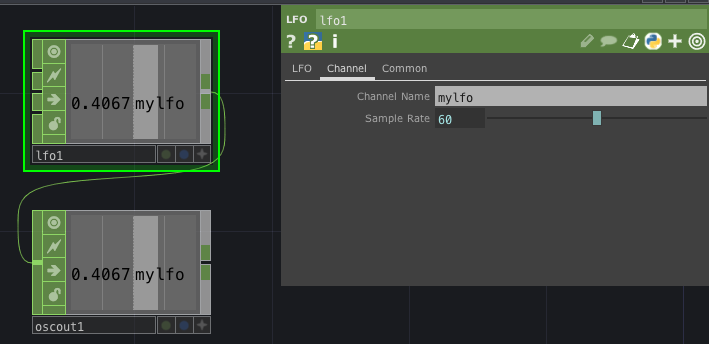 0.4067 mylfo
lfo1
0.4067 mylfo
oscout1
LFO lfo1
? ? i
LFO Channel Common
Channel Name mylfo
Sample Rate 60